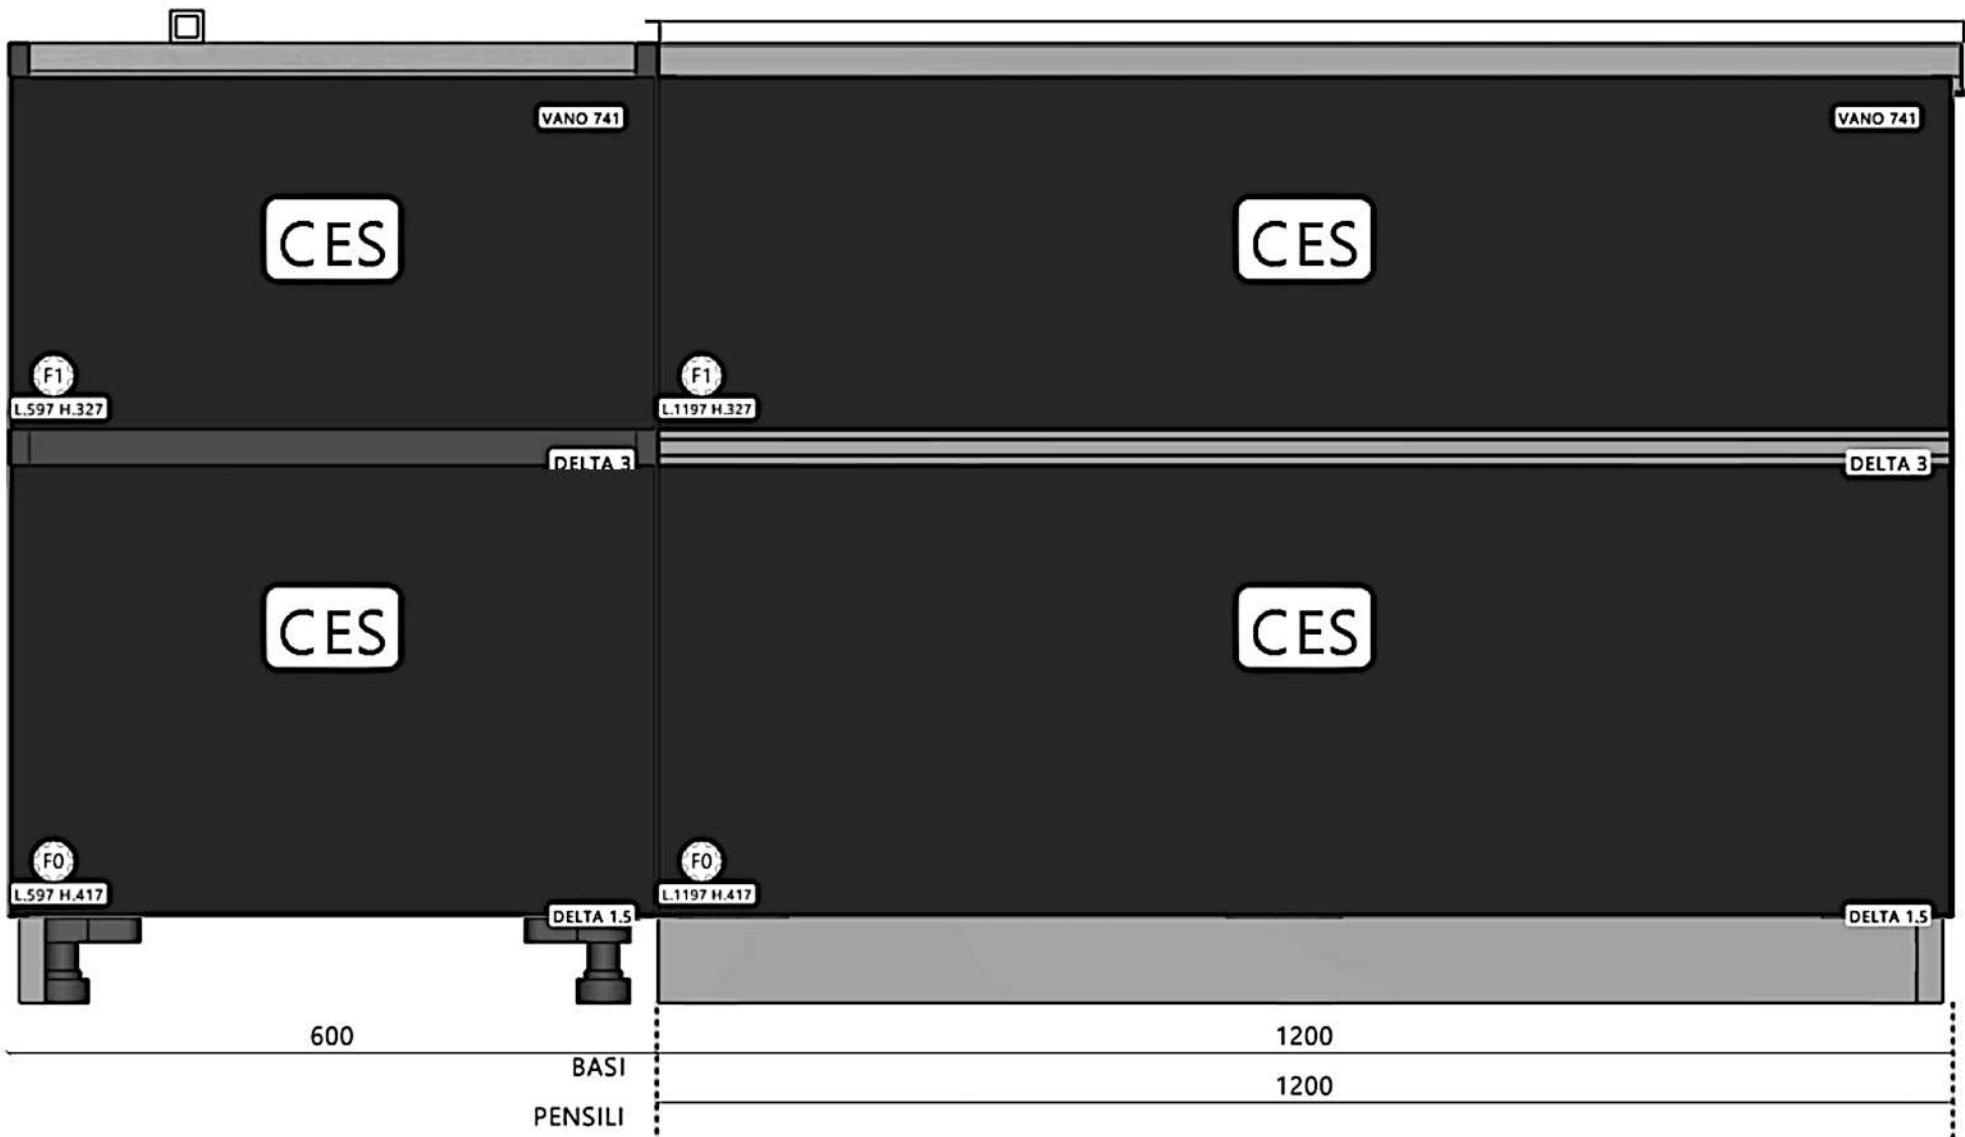 VANO 741
VANO 741
CES
CES
F1
F1
L.597 H.327
L.1197 H.327
DELTA 3
DELTA 3
CES
CES
F0
F0
L.597 H.417
L.1197 H.417
DELTA 1.5
DELTA 1.5
600
1200
BASI
1200
PENSILI